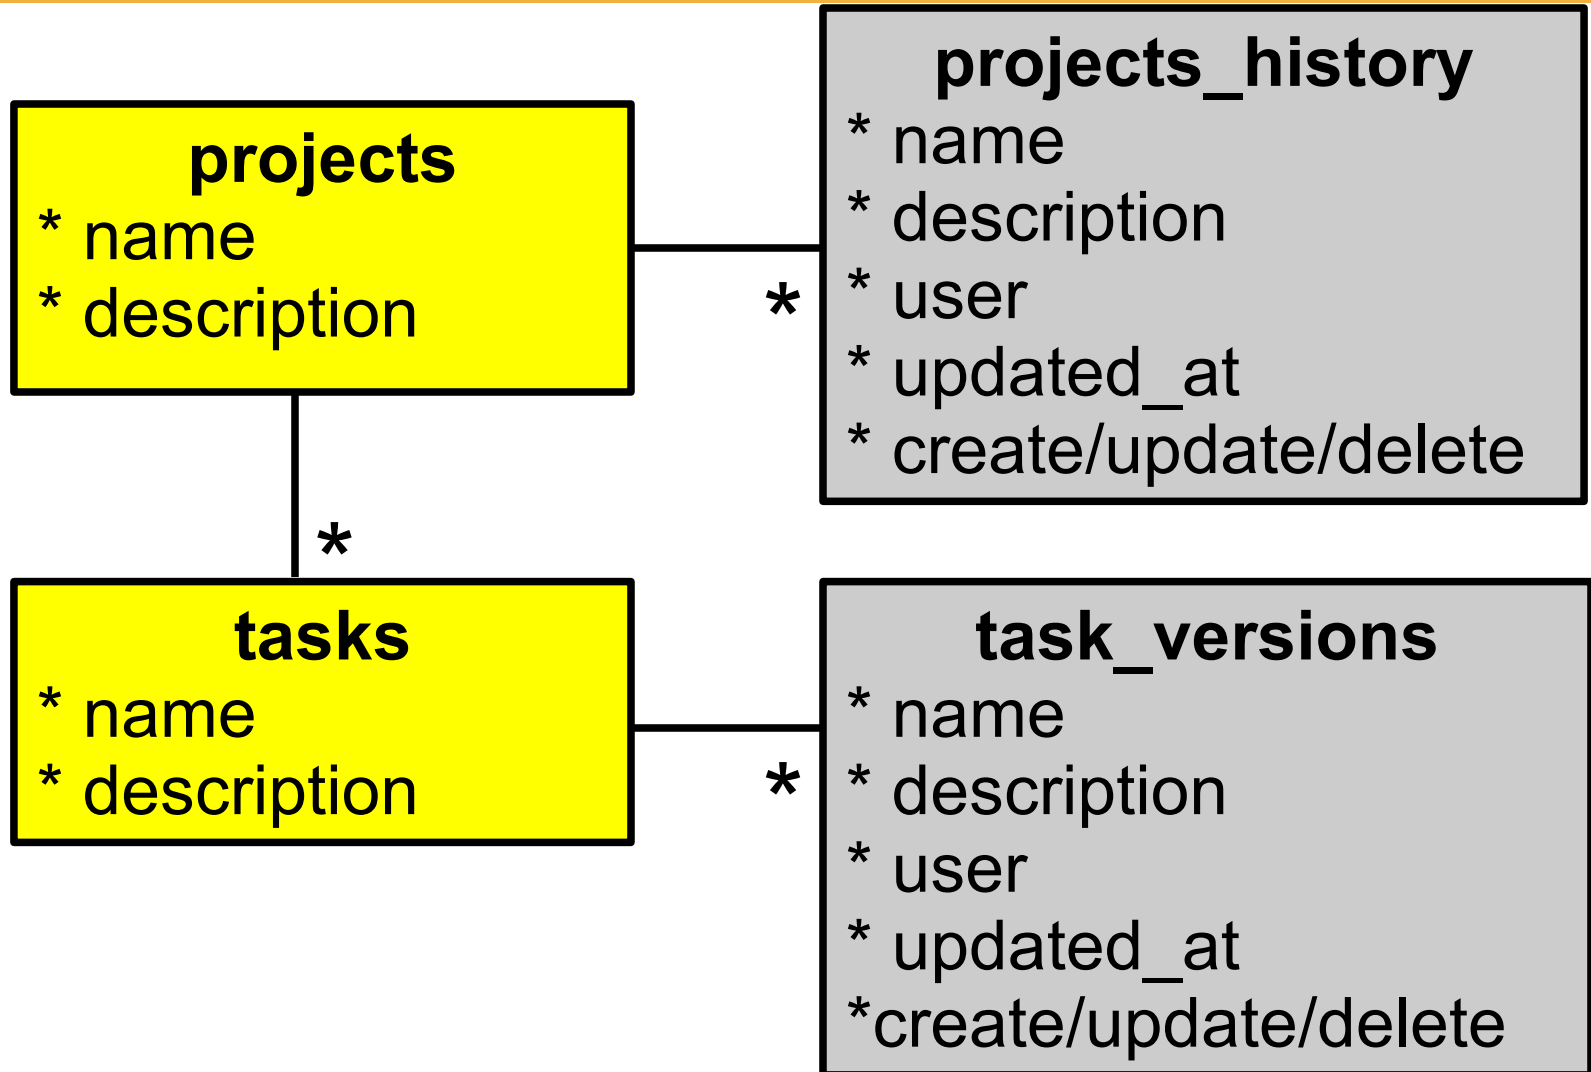 projects
* name
* description
*
projects_history
* name
* description
* user
* updated_at
* create/update/delete
*
tasks
* name
* description
*
task_versions
* name
* description
* user
* updated_at
*create/update/delete